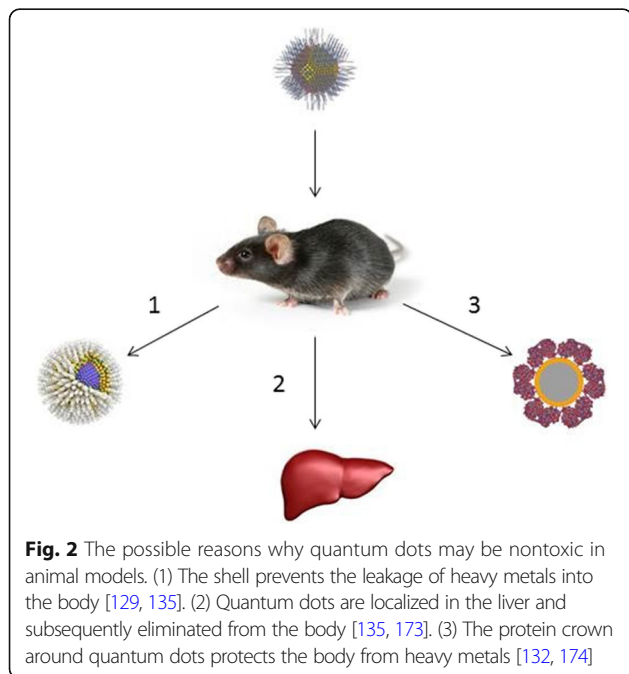 1
3
2
Fig. 2 The possible reasons why quantum dots may be nontoxic in
animal models. (1) The shell prevents the leakage of heavy metals into
the body [129, 135]. (2) Quantum dots are localized in the liver and
subsequently eliminated from the body [135, 173]. (3) The protein crown
around quantum dots protects the body from heavy metals [132, 174]